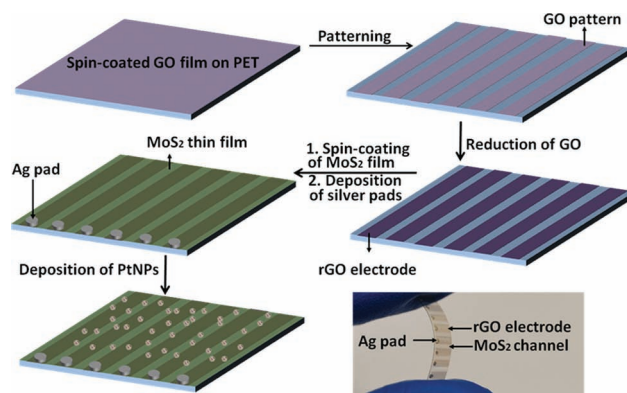 Spin-coated GO film on PET
Patterning
GO pattern
Reduction of GO
rGO electrode
1. Spin-coating
of MoS₂ film
2. Deposition
of silver pads
MoS₂ thin film
Ag pad
Deposition of PtNPs
rGO electrode
Ag pad
MoS₂ channel